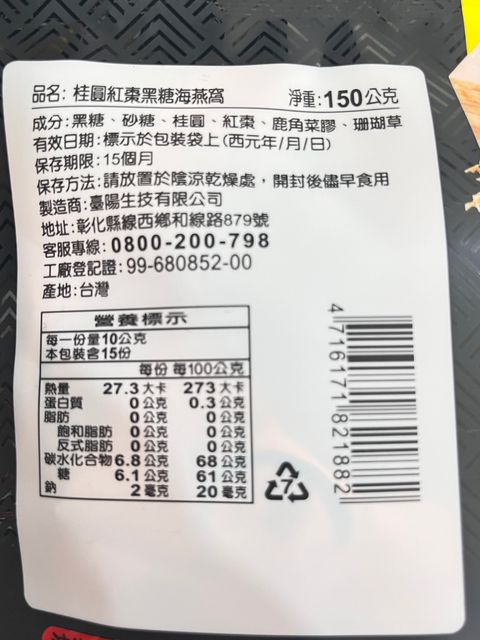 品名: 桂圓紅棗黑糖海燕窩 淨重:150公克
成分:黑糖、砂糖、桂圓、紅棗、鹿角菜膠、珊瑚草
有效日期:標示於包裝袋上(西元年/月/日)
保存期限:15個月
保存方法:請放置於陰涼乾燥處,開封後儘早食用
製造商:臺陽生技有限公司
地址:彰化縣線西鄉和線路879號
客服專線:0800-200-798
工廠登記證:99-680852-00
產地:台灣
營養標示
每一份量10公克
本包裝含15份
每份 每100公克
熱量 27.3大卡 273大卡
蛋白質 0公克 0.3公克
脂肪 0公克 0公克
飽和脂肪 0公克 0公克
反式脂肪 0公克 0公克
碳水化合物 6.8公克 68公克
糖 6.1公克 61公克
鈉 2毫克 20毫克
7
4716171821882